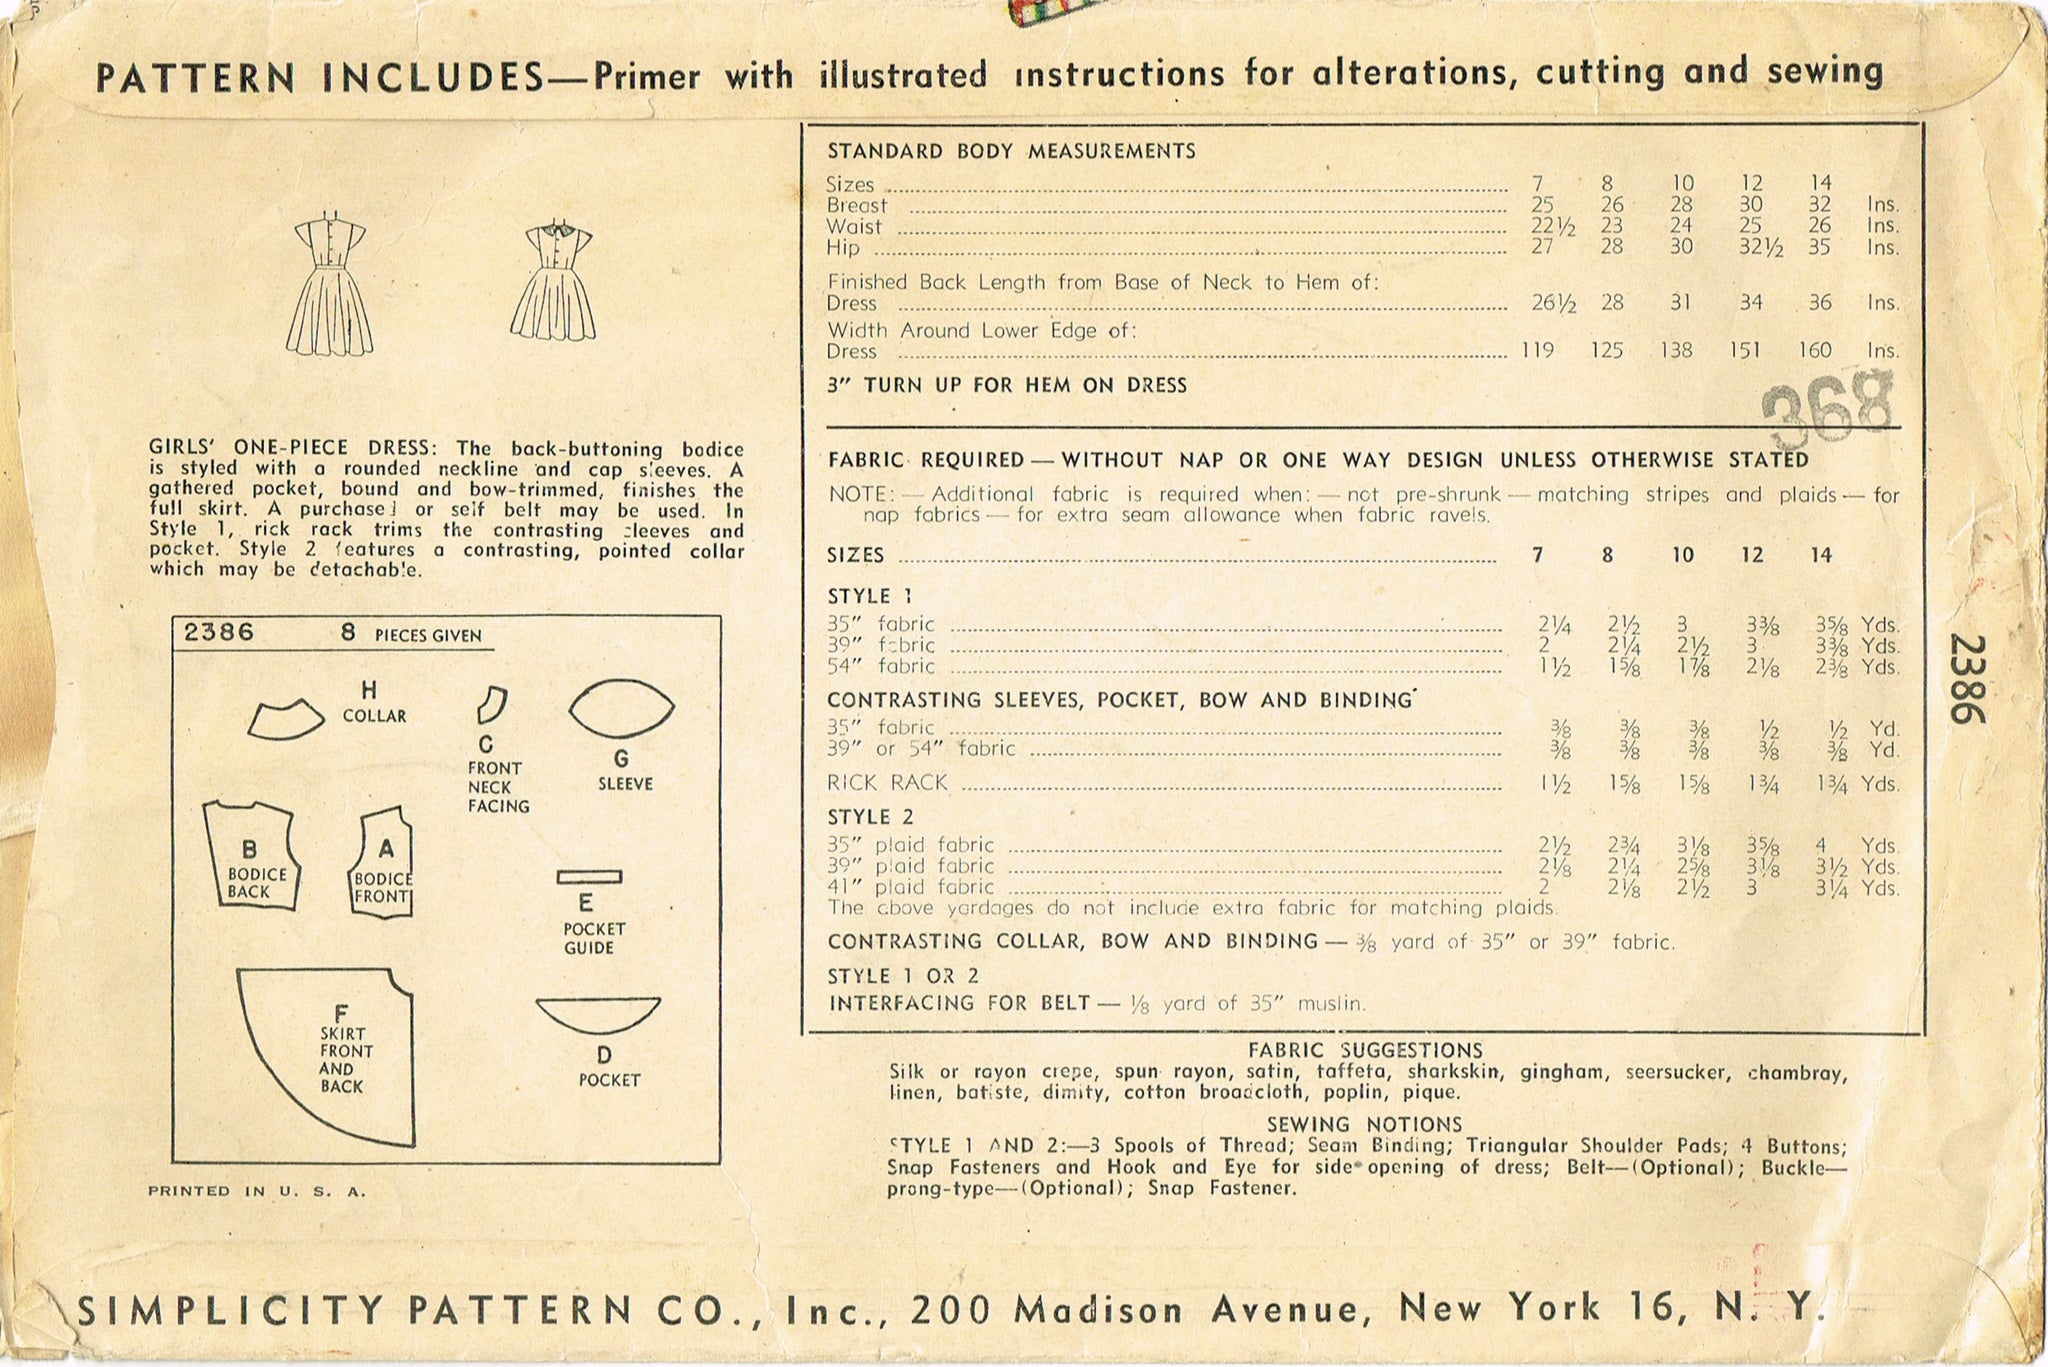 PATTERN INCLUDES—Primer with illustrated instructions for alterations, cutting and sewing
GIRLS' ONE-PIECE DRESS: The back-buttoning bodice
is styled with a rounded neckline and cap sleeves. A
gathered pocket, bound and bow-trimmed, finishes the
full skirt. A purchased or self belt may be used. In
Style 1, rick rack trims the contrasting sleeves and
pocket. Style 2 features a contrasting, pointed collar
which may be detachable.
2386 8 PIECES GIVEN
H
COLLAR
C
FRONT
NECK
FACING
G
SLEEVE
B
BODICE
BACK
A
BODICE
FRONT
E
POCKET
GUIDE
F
SKIRT
FRONT
AND
BACK
D
POCKET
PRINTED IN U. S. A.
STANDARD BODY MEASUREMENTS
Sizes 7 8 10 12 14
Breast 25 26 28 30 32 Ins.
Waist 22½ 23 24 25 26 Ins.
Hip 27 28 30 32½ 35 Ins.
Finished Back Length from Base of Neck to Hem of:
Dress 26½ 28 31 34 36 Ins.
Width Around Lower Edge of:
Dress 119 125 138 151 160 Ins.
3" TURN UP FOR HEM ON DRESS
368
FABRIC REQUIRED — WITHOUT NAP OR ONE WAY DESIGN UNLESS OTHERWISE STATED
NOTE: — Additional fabric is required when: — not pre-shrunk — matching stripes and plaids — for
nap fabrics — for extra seam allowance when fabric ravels.
SIZES 7 8 10 12 14
STYLE 1
35" fabric 2¼ 2½ 3 3⅜ 3⅝ Yds.
39" fabric 2 2¼ 2½ 3 3⅜ Yds.
54" fabric 1½ 1⅝ 1⅞ 2⅛ 2⅜ Yds.
CONTRASTING SLEEVES, POCKET, BOW AND BINDING
35" fabric ⅜ ⅜ ⅜ ½ ½ Yd.
39" or 54" fabric ⅜ ⅜ ⅜ ⅜ ⅜ Yd.
RICK RACK 1½ 1⅝ 1⅝ 1¾ 1¾ Yds.
STYLE 2
35" plaid fabric 2½ 2¾ 3⅛ 3⅝ 4 Yds.
39" plaid fabric 2⅛ 2¼ 2⅝ 3⅛ 3½ Yds.
41" plaid fabric 2 2⅛ 2½ 3 3¼ Yds.
The above yardages do not include extra fabric for matching plaids.
CONTRASTING COLLAR, BOW AND BINDING — ⅜ yard of 35" or 39" fabric.
STYLE 1 OR 2
INTERFACING FOR BELT — ⅛ yard of 35" muslin.
2386
FABRIC SUGGESTIONS
Silk or rayon crepe, spun rayon, satin, taffeta, sharkskin, gingham, seersucker, chambray,
linen, batiste, dimity, cotton broadcloth, poplin, pique.
SEWING NOTIONS
STYLE 1 AND 2:—3 Spools of Thread; Seam Binding; Triangular Shoulder Pads; 4 Buttons;
Snap Fasteners and Hook and Eye for side opening of dress; Belt—(Optional); Buckle—
prong-type—(Optional); Snap Fastener.
SIMPLICITY PATTERN CO., Inc., 200 Madison Avenue, New York 16, N. Y.